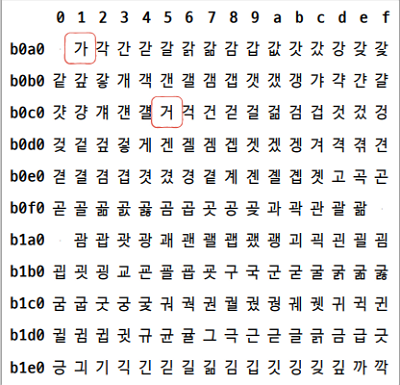 0 1 2 3 4 5 6 7 8 9 a b c d e f
b0a0 가 각 간 갇 갈 갉 갊 감 갑 값 갓 갔 강 갖 갗
b0b0 같 갚 갛 개 객 갠 갤 갬 갭 갯 갰 갱 갸 갹 갼 걀
b0c0 걋 걍 걔 걘 걜 거 걱 건 걷 걸 걺 검 겁 것 겄 겅
b0d0 겆 겉 겊 겋 게 겐 겔 겜 겝 겟 겠 겡 겨 격 겪 견
b0e0 겯 결 겸 겹 겻 겼 경 곁 계 곈 곌 곕 곗 고 곡 곤
b0f0 곧 골 곪 곬 곯 곰 곱 곳 공 곶 과 곽 관 괄 괆
b1a0 괌 괍 괏 광 괘 괜 괠 괩 괬 괭 괴 괵 괸 괼 굄
b1b0 굅 굇 굉 교 굔 굘 굡 굣 구 국 군 굳 굴 굵 굶 굻
b1c0 굼 굽 굿 궁 궂 궈 궉 권 궐 궜 궝 궤 궷 귀 귁 귄
b1d0 귈 귐 귑 귓 규 균 귤 그 극 근 귿 글 긁 금 급 긋
b1e0 긍 긔 기 긱 긴 긷 길 긺 김 깁 깃 깅 깆 깊 까 깍